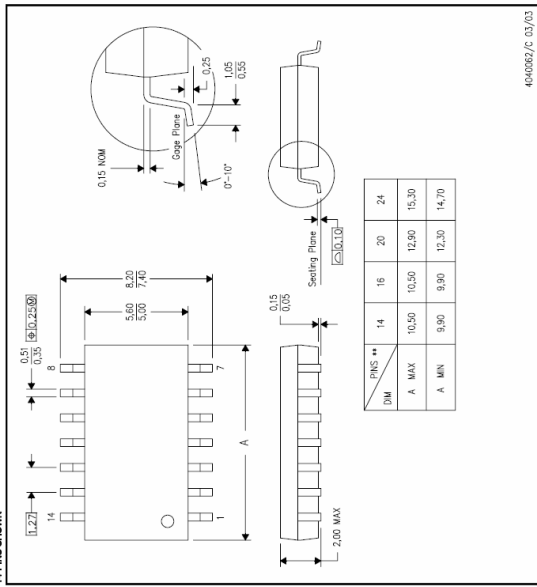 1,27
0,51
0,35
⌖ 0,25 Ⓜ
14
8
5,60
5,00
8,20
7,40
1
7
A
0,15 NOM
Gage Plane
0,25
0°–10°
1,05
0,55
2,00 MAX
0,15
0,05
Seating Plane
0,10
PINS **
DIM
14
16
20
24
A MAX
10,50
10,50
12,90
15,30
A MIN
9,90
9,90
12,30
14,70
4040062/C 03/03